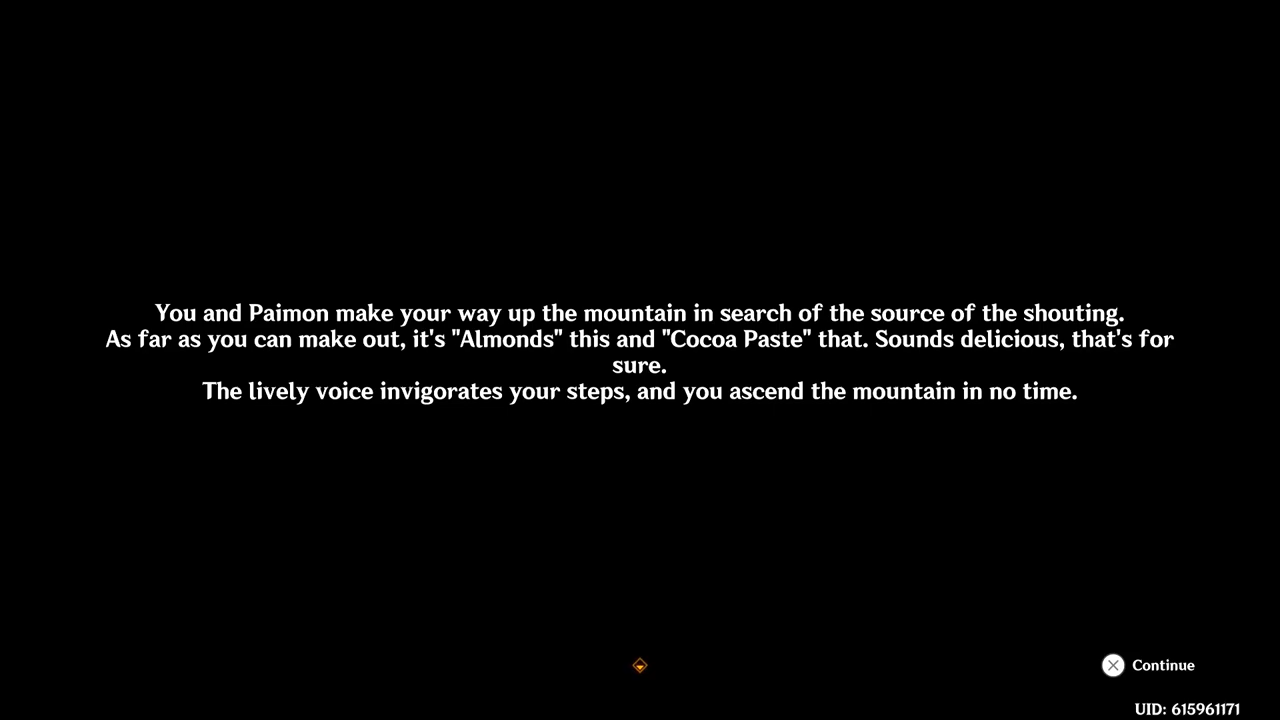 You and Paimon make your way up the mountain in search of the source of the shouting.
As far as you can make out, it's "Almonds" this and "Cocoa Paste" that. Sounds delicious, that's for
sure.
The lively voice invigorates your steps, and you ascend the mountain in no time.
Continue
UID: 615961171